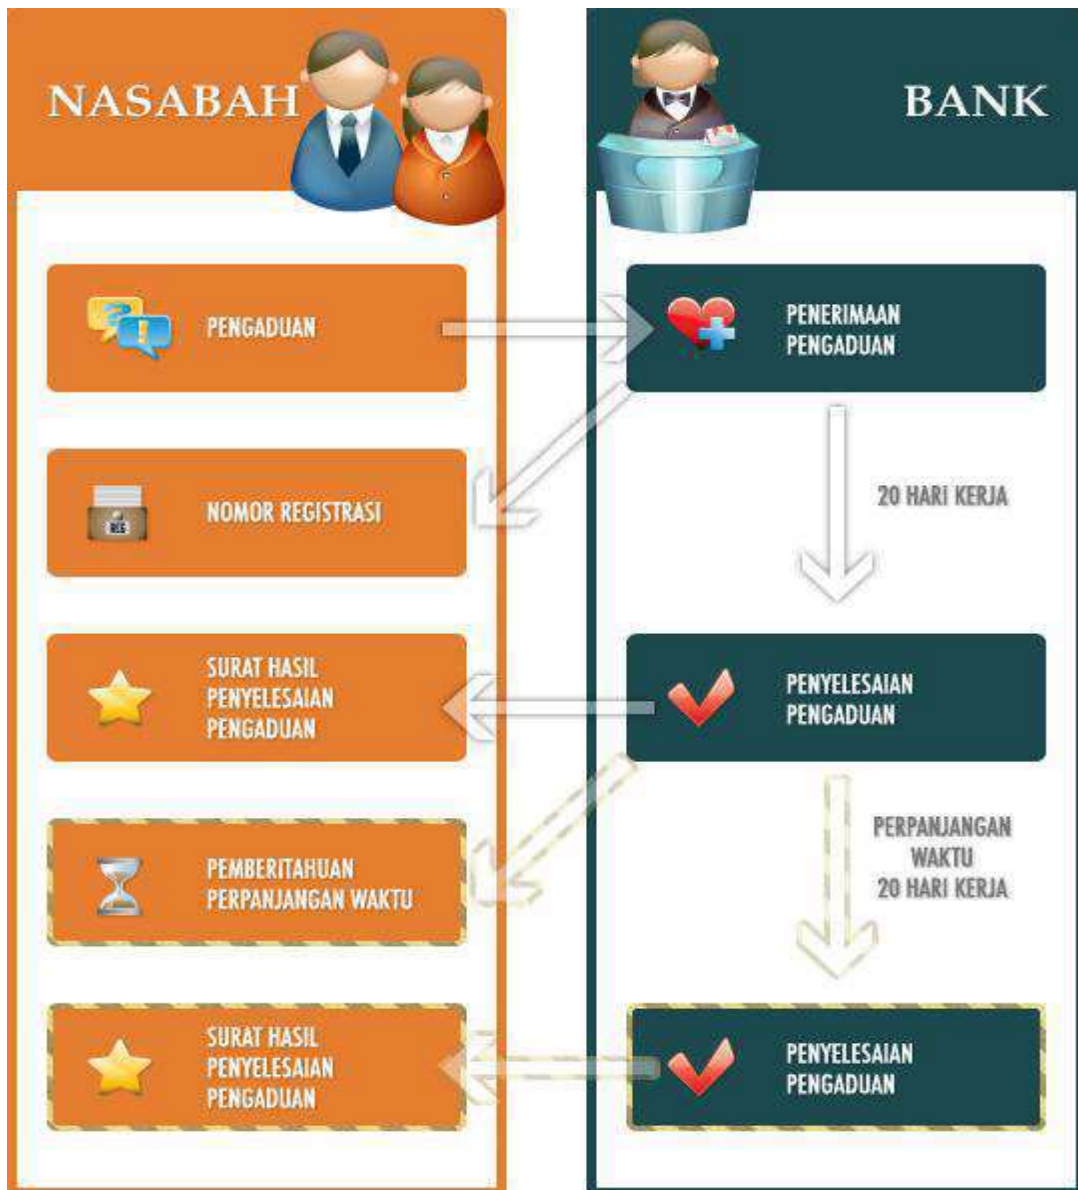 NASABAH
BANK
PENGADUAN
PENERIMAAN
PENGADUAN
NOMOR REGISTRASI
REG
20 HARI KERJA
SURAT HASIL
PENYELESAIAN
PENGADUAN
PENYELESAIAN
PENGADUAN
PEMBERITAHUAN
PERPANJANGAN WAKTU
PERPANJANGAN
WAKTU
20 HARI KERJA
SURAT HASIL
PENYELESAIAN
PENGADUAN
PENYELESAIAN
PENGADUAN